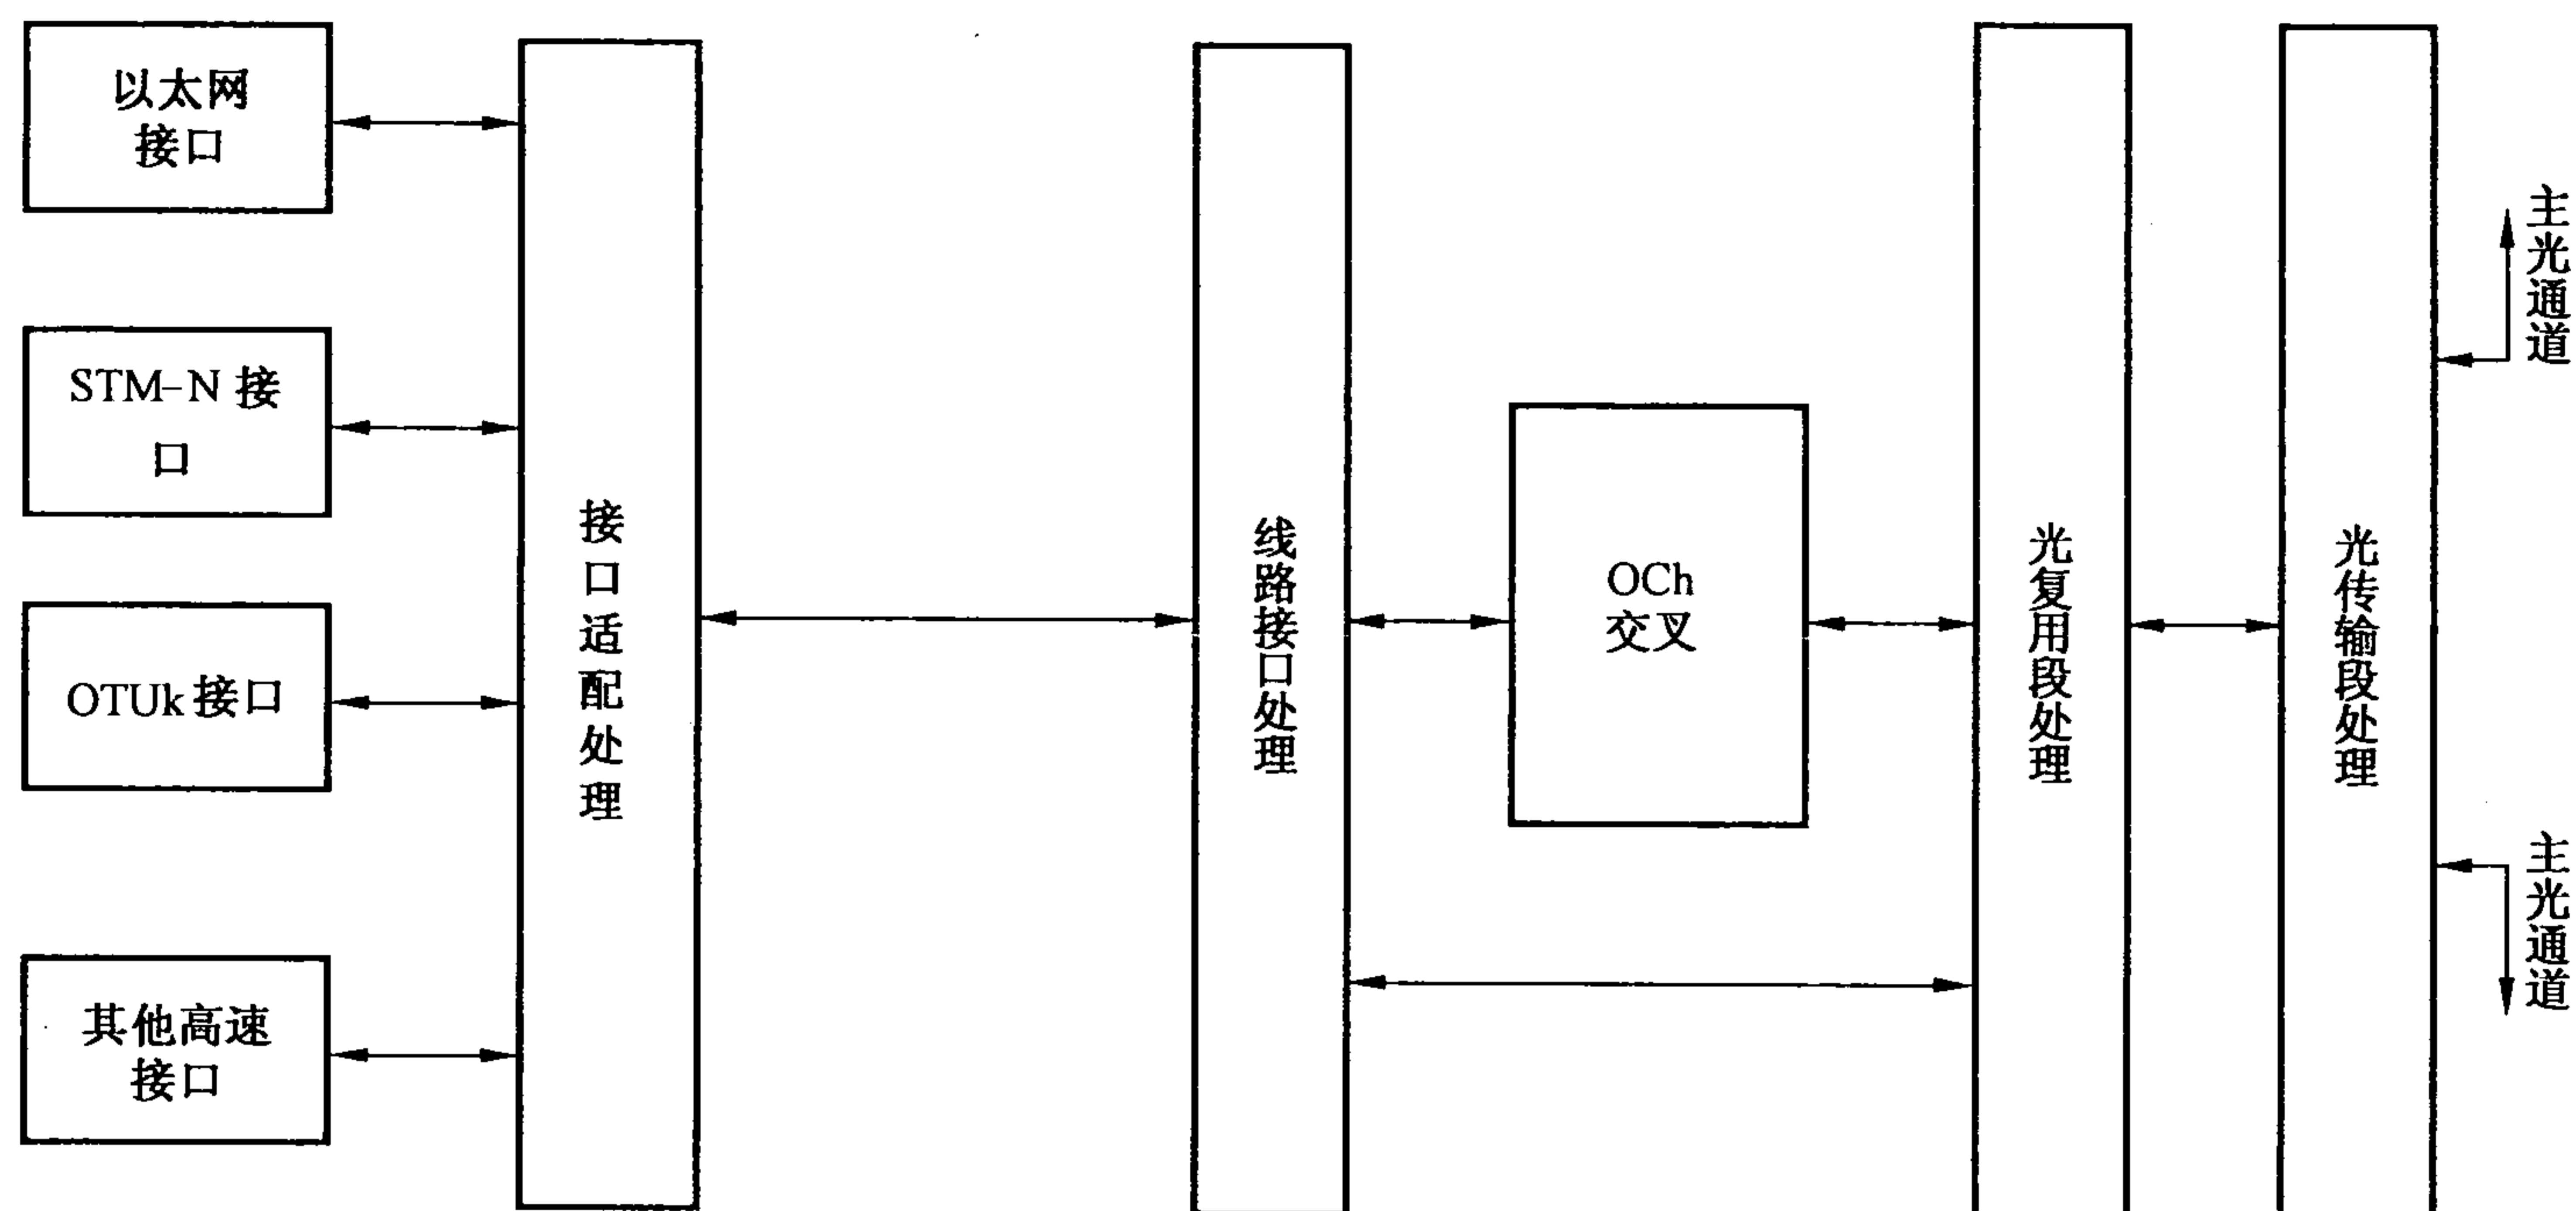 以太网
接口
STM-N 接
口
OTUk 接口
其他高速
接口
接口适配处理
线路接口处理
OCh
交叉
光复用段处理
光传输段处理
主光通道
主光通道